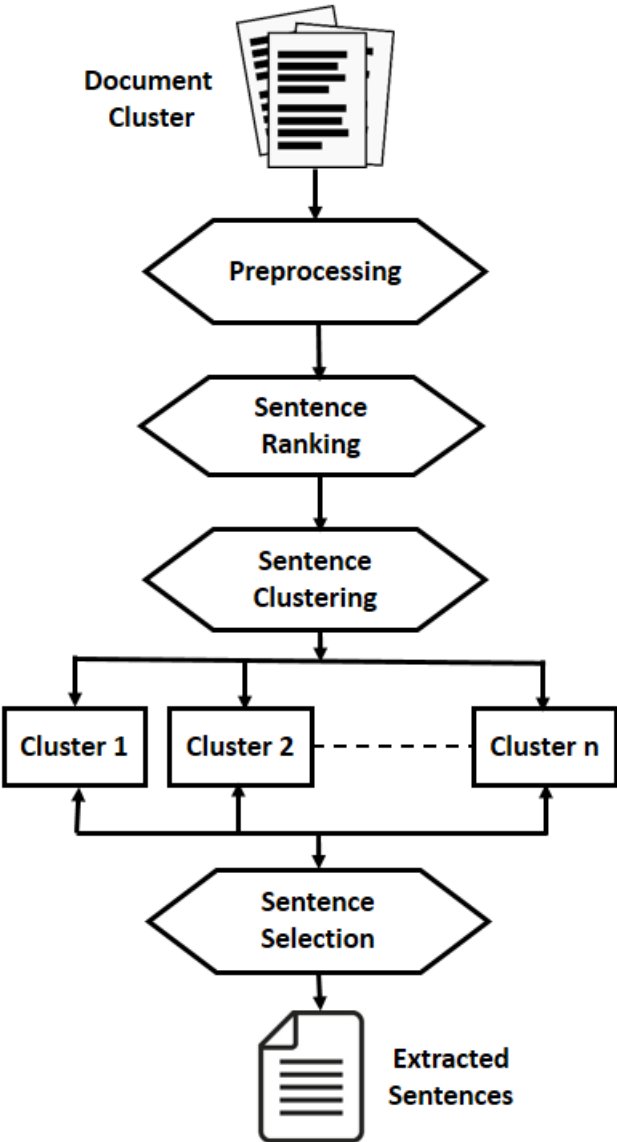 Document
Cluster
Preprocessing
Sentence
Ranking
Sentence
Clustering
Cluster 1
Cluster 2
Cluster n
Sentence
Selection
Extracted
Sentences